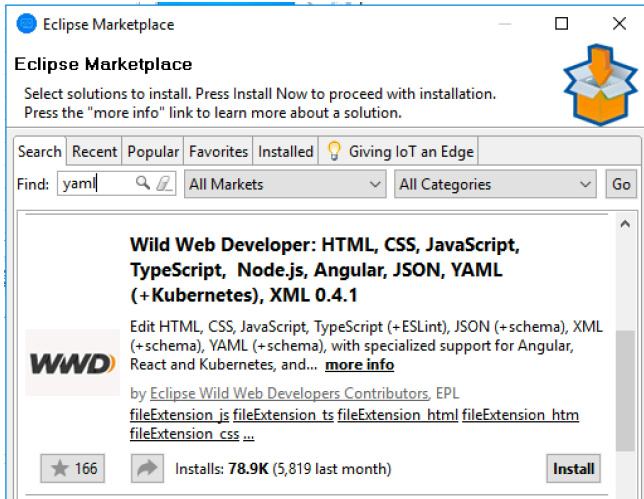 Eclipse Marketplace
Eclipse Marketplace
Select solutions to install. Press Install Now to proceed with installation.
Press the "more info" link to learn more about a solution.
Search Recent Popular Favorites Installed Giving IoT an Edge
Find: yaml All Markets All Categories Go
Wild Web Developer: HTML, CSS, JavaScript,
TypeScript, Node.js, Angular, JSON, YAML
(+Kubernetes), XML 0.4.1
Edit HTML, CSS, JavaScript, TypeScript (+ESLint), JSON (+schema), XML
(+schema), YAML (+schema), with specialized support for Angular,
React and Kubernetes, and... more info
WWD
by Eclipse Wild Web Developers Contributors, EPL
fileExtension_js fileExtension_ts fileExtension_html fileExtension_htm
fileExtension_css ...
166 Installs: 78.9K (5,819 last month) Install